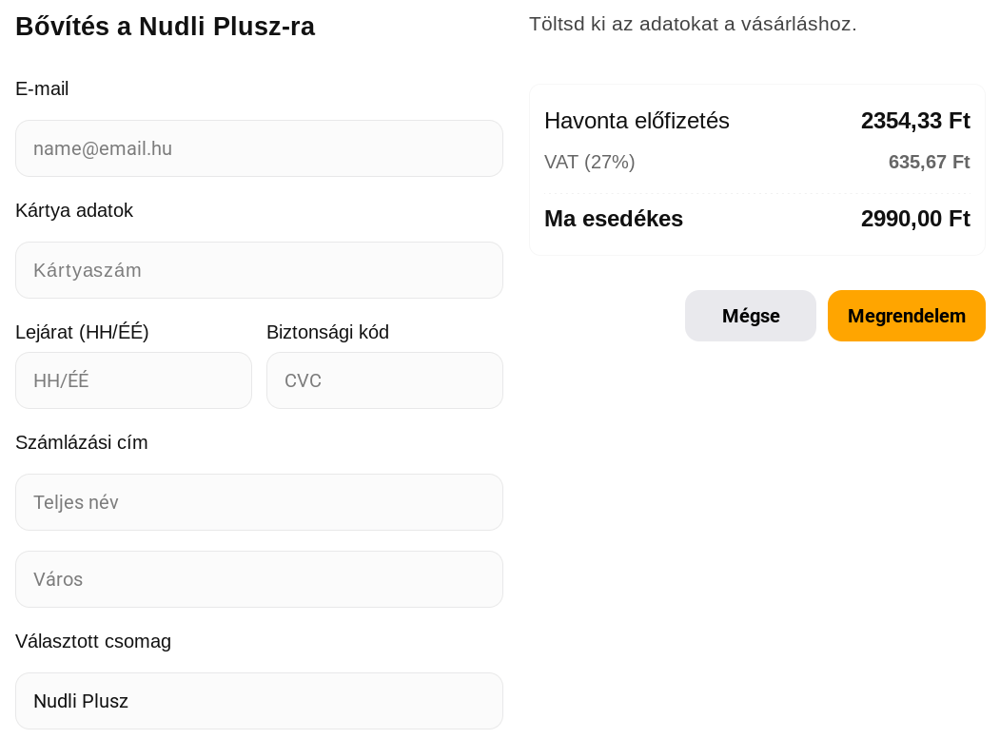 Bővítés a Nudli Plusz-ra
E-mail
name@email.hu
Kártya adatok
Kártyaszám
Lejárat (HH/ÉÉ) Biztonsági kód
HH/ÉÉ CVC
Számlázási cím
Teljes név
Város
Választott csomag
Nudli Plusz
Töltsd ki az adatokat a vásárláshoz.
Havonta előfizetés 2354,33 Ft
VAT (27%) 635,67 Ft
Ma esedékes 2990,00 Ft
Mégse Megrendelem